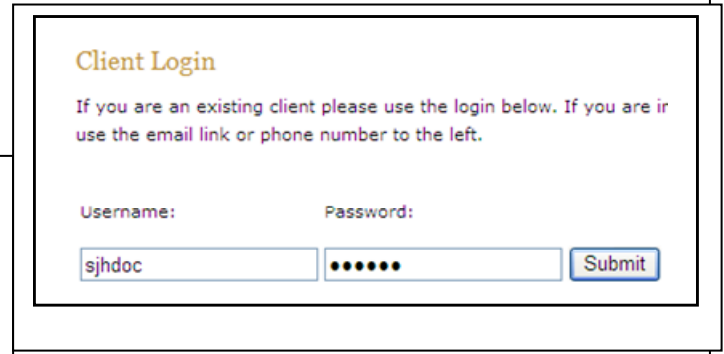 Client Login
If you are an existing client please use the login below. If you are ir
use the email link or phone number to the left.
Username: Password:
sjhdoc •••••• Submit